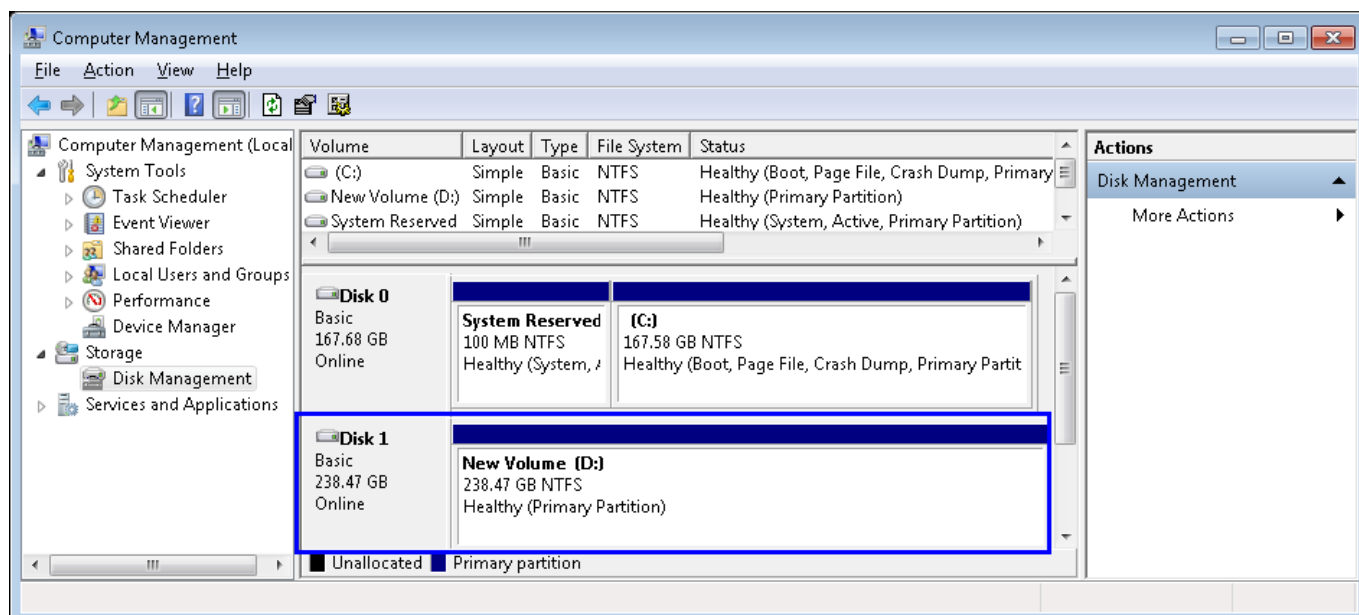 Computer Management
File Action View Help
Computer Management (Local
System Tools
Task Scheduler
Event Viewer
Shared Folders
Local Users and Groups
Performance
Device Manager
Storage
Disk Management
Services and Applications
Volume Layout Type File System Status
(C:) Simple Basic NTFS Healthy (Boot, Page File, Crash Dump, Primary
New Volume (D:) Simple Basic NTFS Healthy (Primary Partition)
System Reserved Simple Basic NTFS Healthy (System, Active, Primary Partition)
Disk 0
Basic
167.68 GB
Online
System Reserved
100 MB NTFS
Healthy (System, A
(C:)
167.58 GB NTFS
Healthy (Boot, Page File, Crash Dump, Primary Partit
Disk 1
Basic
238.47 GB
Online
New Volume (D:)
238.47 GB NTFS
Healthy (Primary Partition)
Unallocated Primary partition
Actions
Disk Management
More Actions